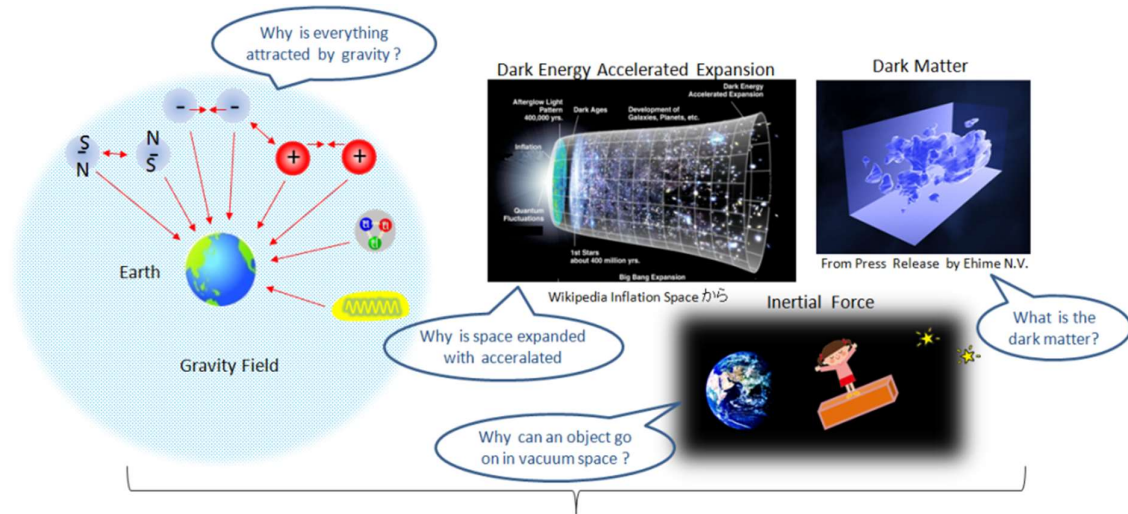 Why is everything
attracted by gravity ?
Dark Energy Accelerated Expansion
Dark Matter
Dark Energy
Accelerated Expansion
Afterglow Light
Pattern
400,000 yrs.
Dark Ages
Development of
Galaxies, Planets, etc.
Inflation
Quantum
Fluctuations
1st Stars
about 400 million yrs.
Big Bang Expansion
- -
S
N
N
S
+ +
Earth
Gravity Field
Wikipedia Inflation Space から
From Press Release by Ehime N.V.
Inertial Force
Why is space expanded
with acceralated
What is the
dark matter?
Why can an object go
on in vacuum space ?